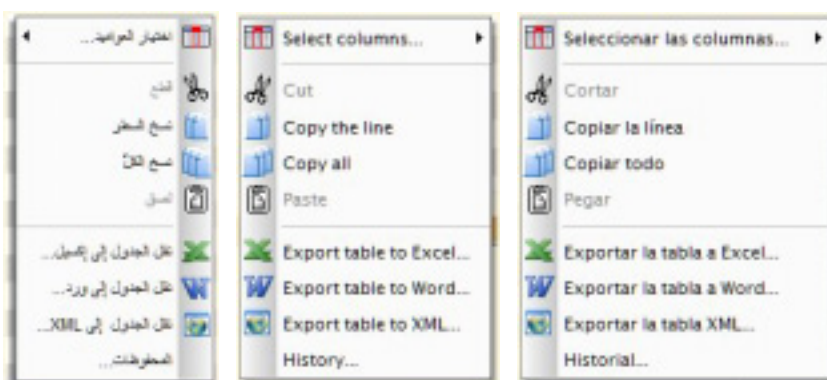 اختيار العواميد...
قطع
نسخ السطر
نسخ الكلّ
لصق
نقل الجدول إلى إكسيل...
نقل الجدول إلى ورد...
نقل الجدول إلى XML...
المحفوظات...
Select columns...
Cut
Copy the line
Copy all
Paste
Export table to Excel...
Export table to Word...
Export table to XML...
History...
Seleccionar las columnas...
Cortar
Copiar la línea
Copiar todo
Pegar
Exportar la tabla a Excel...
Exportar la tabla a Word...
Exportar la tabla XML...
Historial...